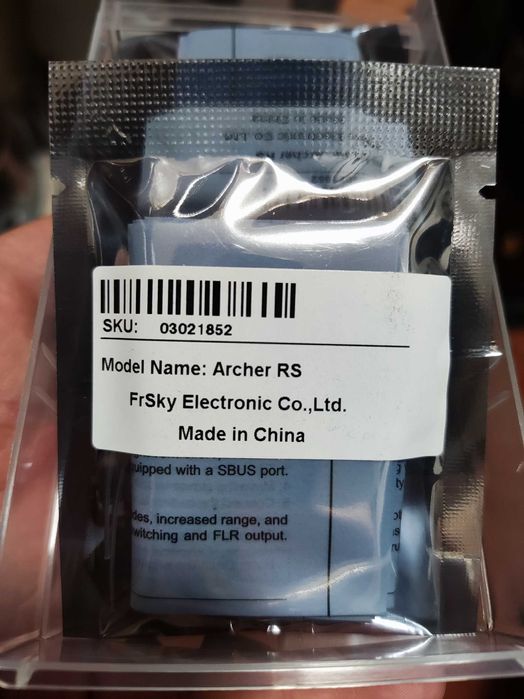 SKU: 03021852
Model Name: Archer RS
FrSky Electronic Co.,Ltd.
Made in China
quipped with a SBUS port.
des, increased range, and
witching and FLR output.